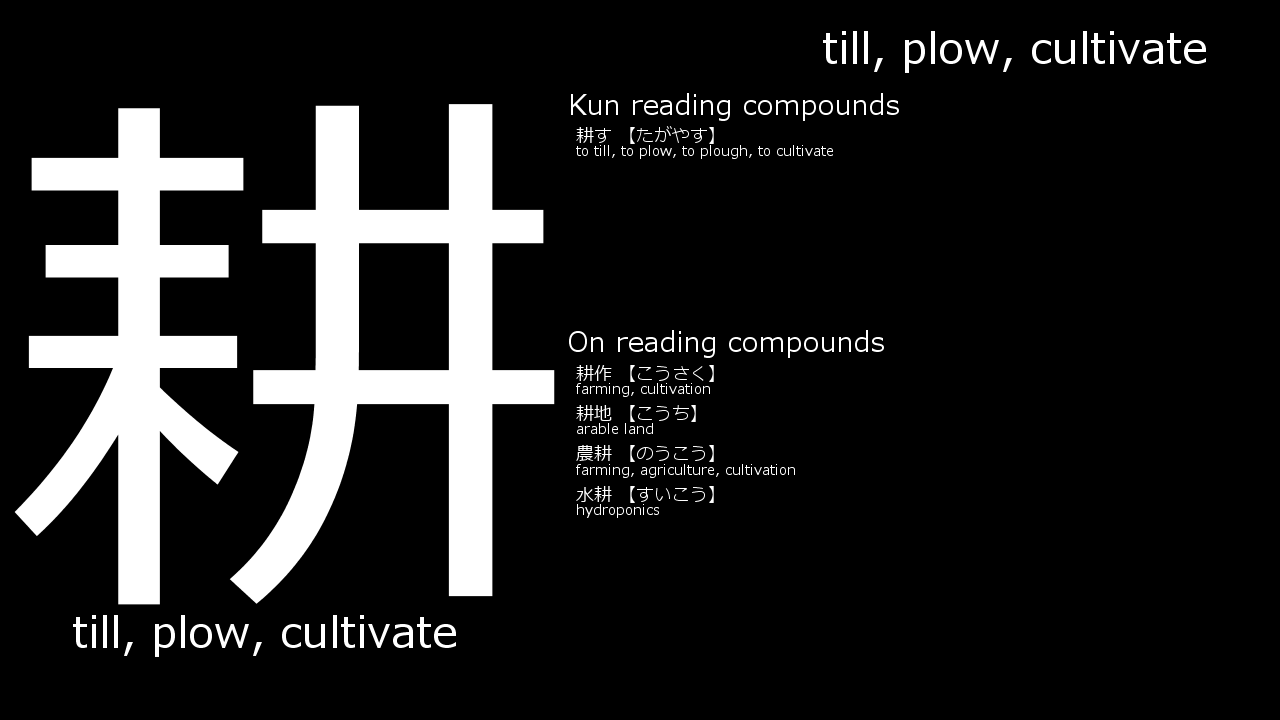 till, plow, cultivate
耕
Kun reading compounds
耕す 【たがやす】
to till, to plow, to plough, to cultivate
On reading compounds
耕作 【こうさく】
farming, cultivation
耕地 【こうち】
arable land
農耕 【のうこう】
farming, agriculture, cultivation
水耕 【すいこう】
hydroponics
till, plow, cultivate